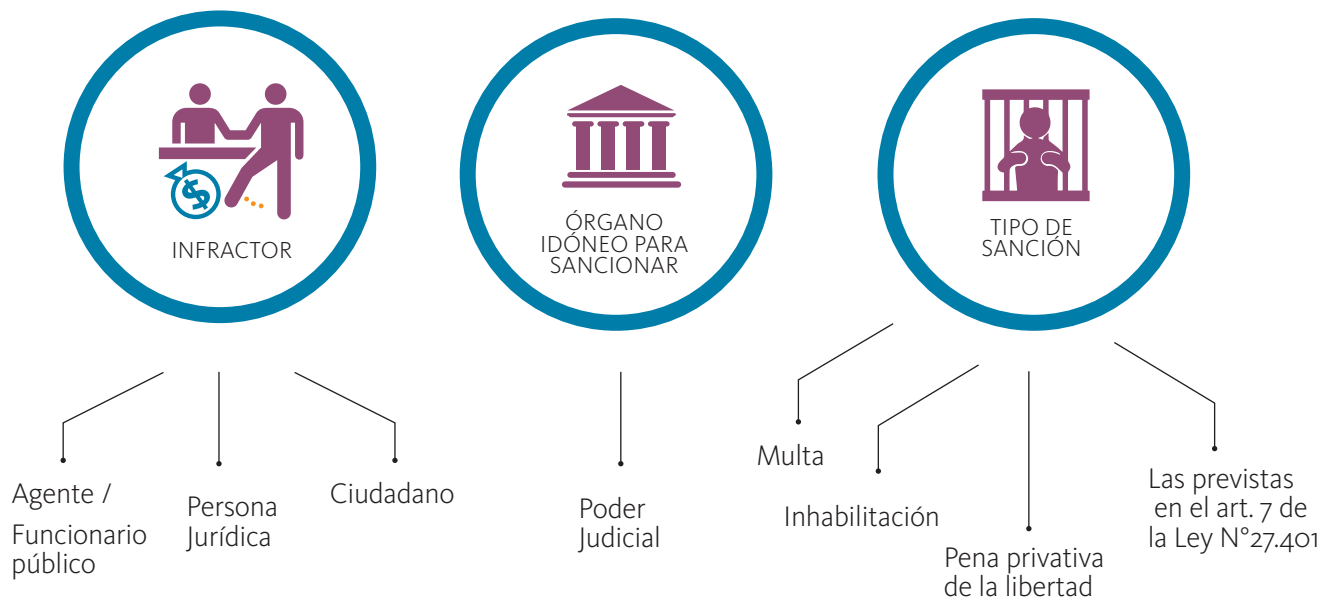 $
INFRACTOR
ÓRGANO
IDÓNEO PARA
SANCIONAR
TIPO DE
SANCIÓN
Agente /
Funcionario
público
Persona
Jurídica
Ciudadano
Poder
Judicial
Multa
Inhabilitación
Pena privativa
de la libertad
Las previstas
en el art. 7 de
la Ley N°27.401